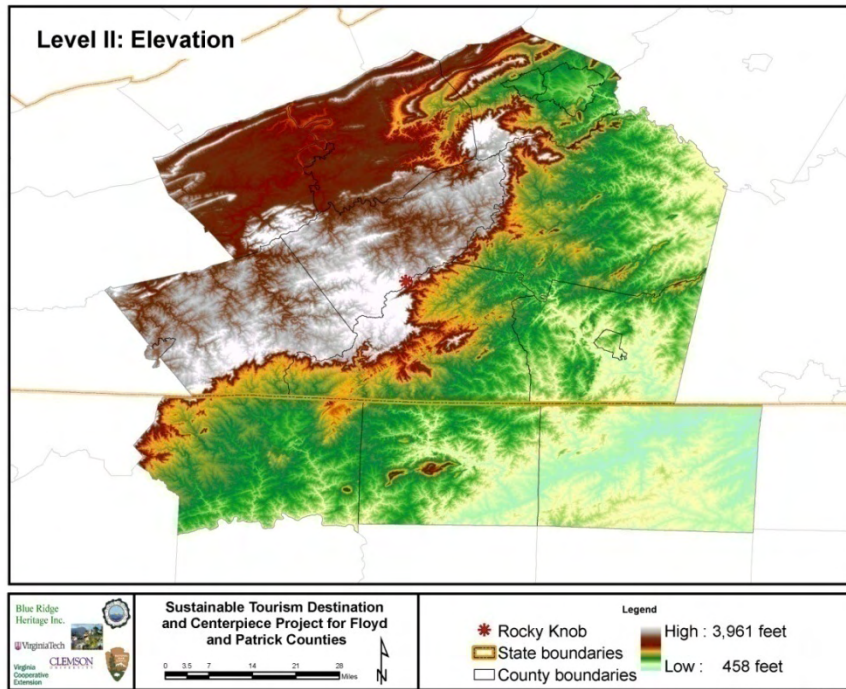 Level II: Elevation
Blue Ridge
Heritage Inc.
VirginiaTech
CLEMSON
UNIVERSITY
Virginia
Cooperative
Extension
Sustainable Tourism Destination
and Centerpiece Project for Floyd
and Patrick Counties
0 3.5 7 14 21 28
Miles
N
Legend
Rocky Knob
State boundaries
County boundaries
High : 3,961 feet
Low : 458 feet